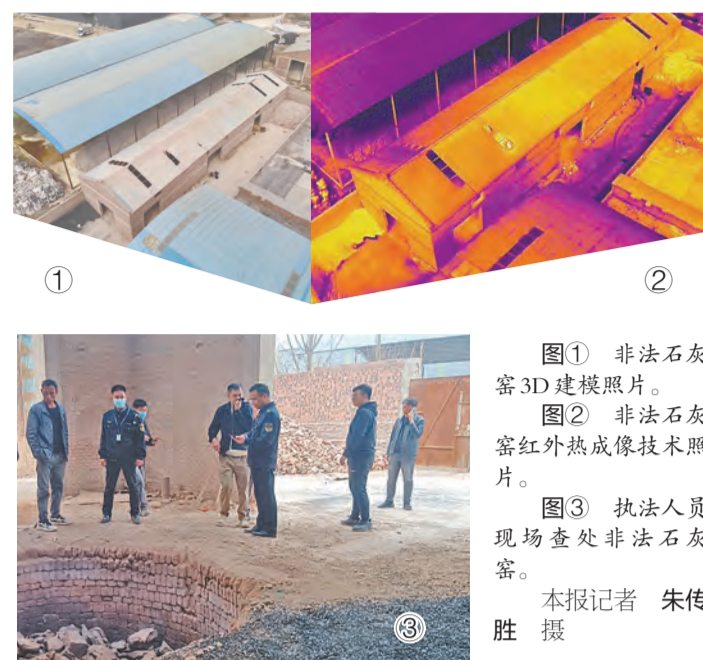 ①
②
③
图① 非法石灰
窑3D建模照片。
图② 非法石灰
窑红外热成像技术照
片。
图③ 执法人员
现场查处非法石灰
窑。
本报记者 朱传
胜 摄